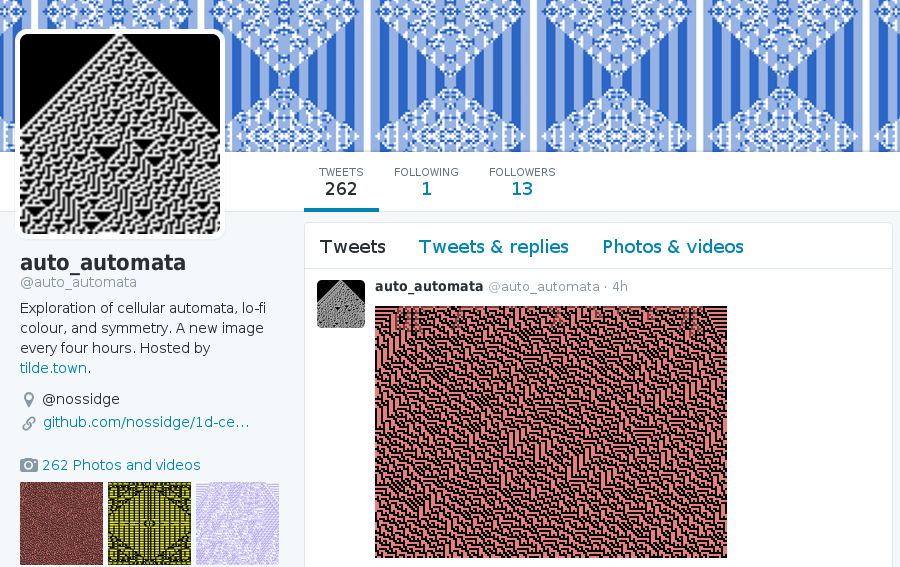 TWEETS FOLLOWING FOLLOWERS
262 1 13
auto_automata
@auto_automata
Exploration of cellular automata, lo-fi
colour, and symmetry. A new image
every four hours. Hosted by
tilde.town.
@nossidge
github.com/nossidge/1d-ce...
262 Photos and videos
Tweets Tweets & replies Photos & videos
auto_automata @auto_automata · 4h